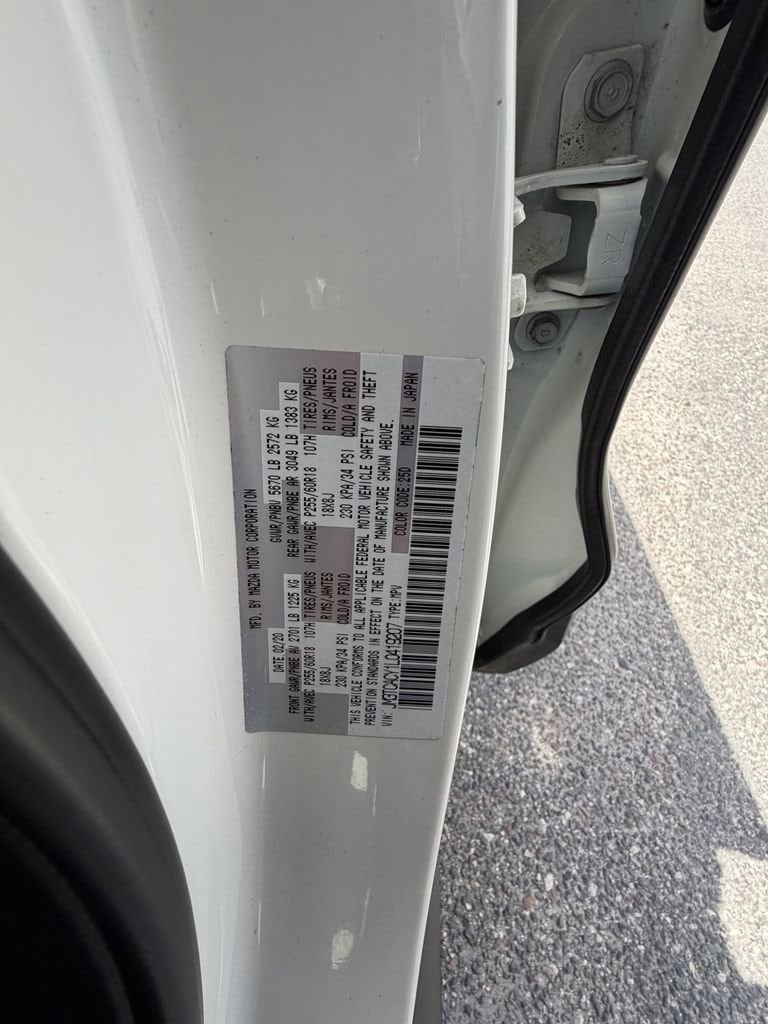 MFD. BY MAZDA MOTOR CORPORATION
DATE 02/20 GVWR/PNBV 5670 LB 2572 KG
FRONT GAWR/PNBE AV 2701 LB 1225 KG REAR GAWR/PNBE AR 3049 LB 1383 KG
WITH/AVEC P255/60R18 107H TIRES/PNEUS WITH/AVEC P255/60R18 107H TIRES/PNEUS
18X8J RIMS/JANTES 18X8J RIMS/JANTES
230 KPA/34 PSI COLD/A FROID 230 KPA/34 PSI COLD/A FROID
THIS VEHICLE CONFORMS TO ALL APPLICABLE FEDERAL MOTOR VEHICLE SAFETY AND THEFT
PREVENTION STANDARDS IN EFFECT ON THE DATE OF MANUFACTURE SHOWN ABOVE.
VIN: JM3TCACY1L0419207 TYPE:MPV COLOR CODE:25D MADE IN JAPAN
ZR